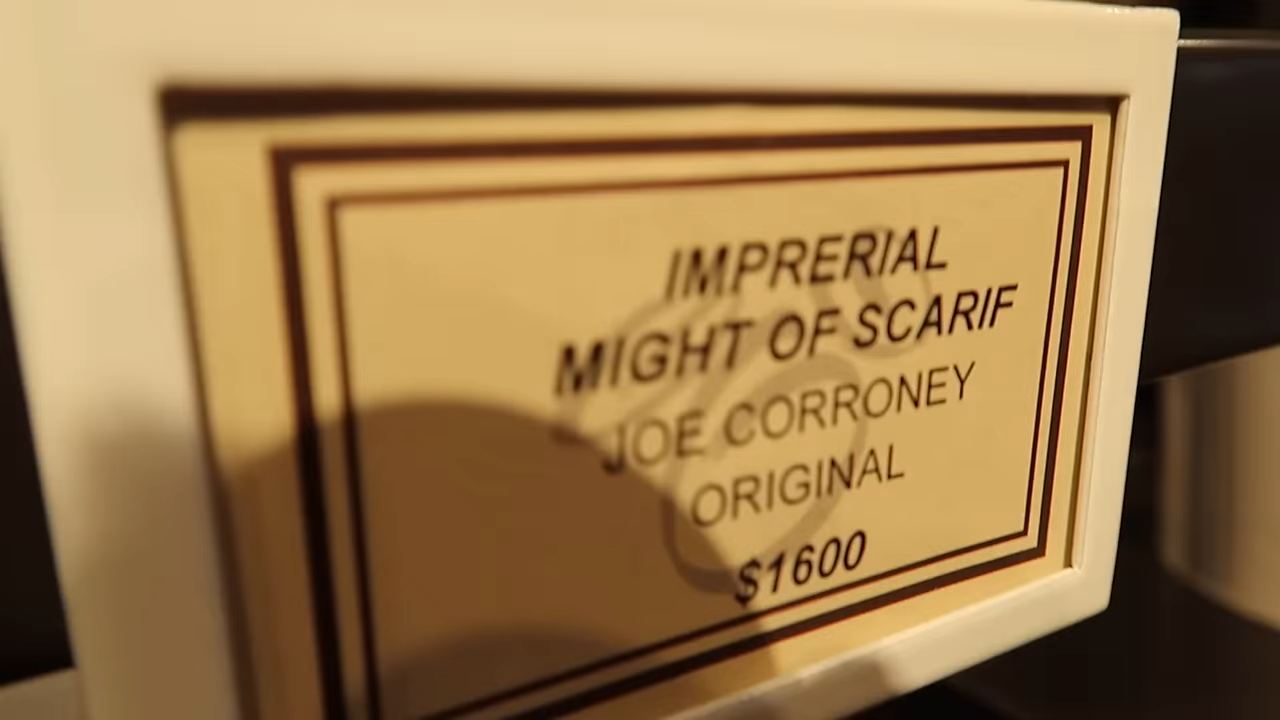 IMPRERIAL
MIGHT OF SCARIF
JOE CORRONEY
ORIGINAL
$1600